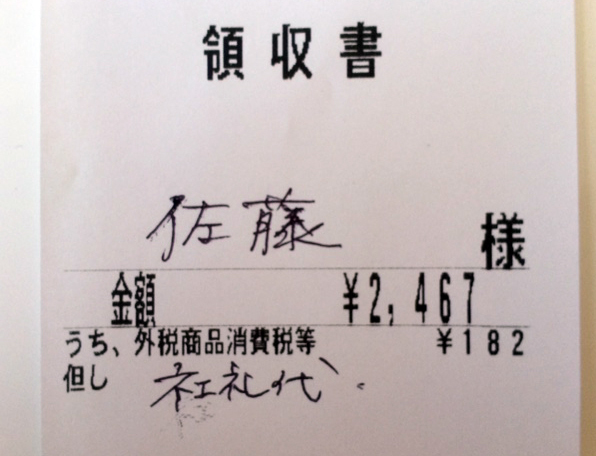 領収書
佐藤 様
金額 ¥2,467
うち、外税商品消費税等 ¥182
但し 社礼代